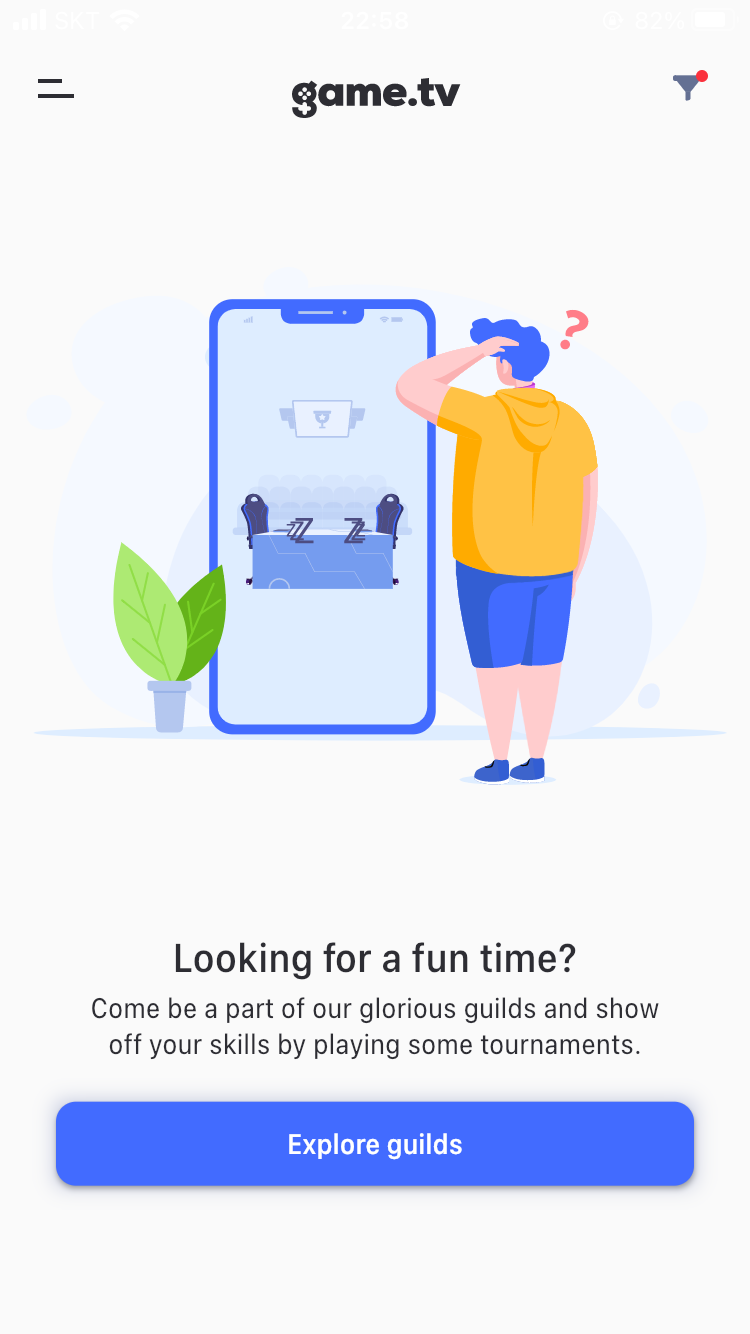 SKT 22:58 82%
game.tv
?
Z Z
Looking for a fun time?
Come be a part of our glorious guilds and show
off your skills by playing some tournaments.
Explore guilds